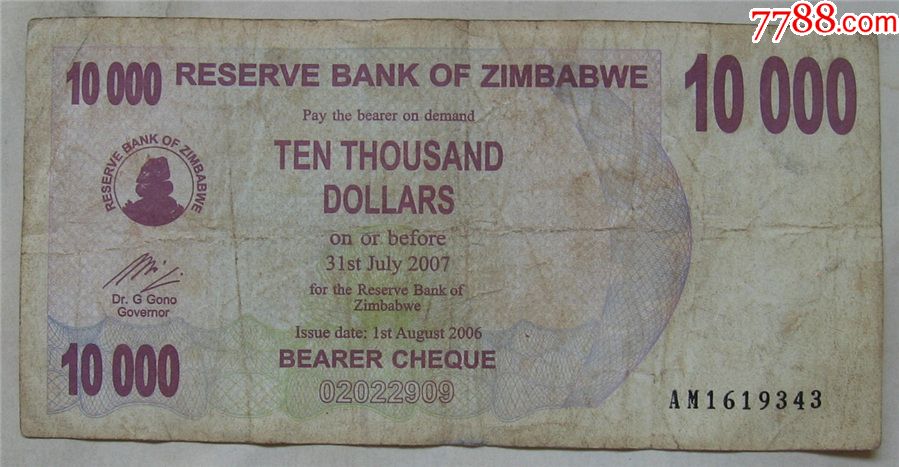 7788.com
10 000
RESERVE BANK OF ZIMBABWE
10 000
Pay the bearer on demand
TEN THOUSAND
DOLLARS
RESERVE BANK OF ZIMBABWE
on or before
31st July 2007
Dr. G Gono
Governor
for the Reserve Bank of
Zimbabwe
Issue date: 1st August 2006
10 000
BEARER CHEQUE
02022909
AM1619343